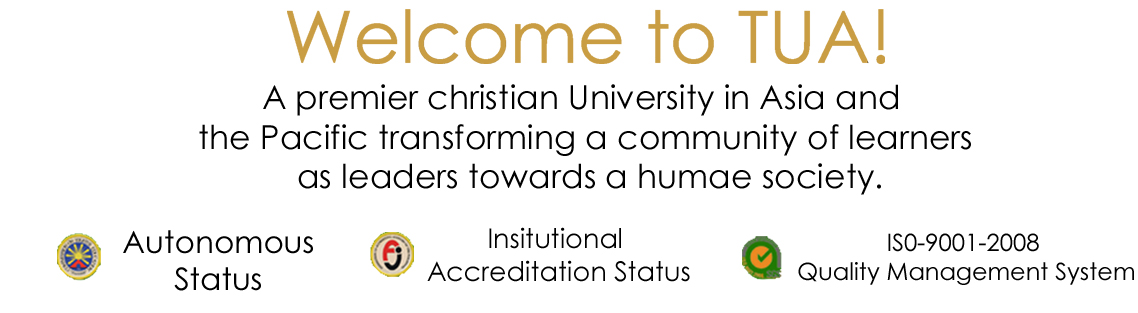 Welcome to TUA!
A premier christian University in Asia and
the Pacific transforming a community of learners
as leaders towards a humae society.
Autonomous
Status
Insitutional
Accreditation Status
IS0-9001-2008
Quality Management System